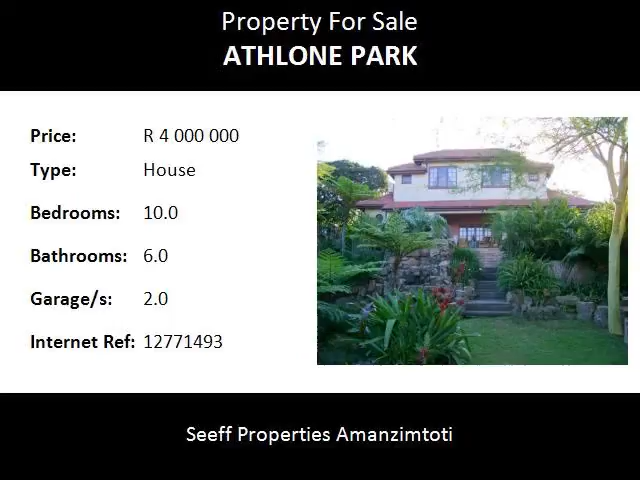 Property For Sale
ATHLONE PARK
Price: R 4 000 000
Type: House
Bedrooms: 10.0
Bathrooms: 6.0
Garage/s: 2.0
Internet Ref: 12771493
Seeff Properties Amanzimtoti